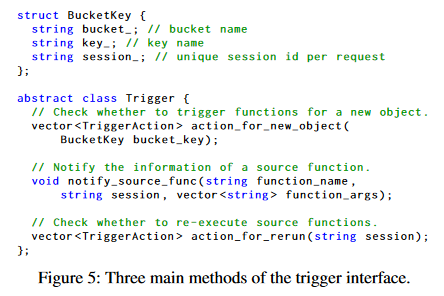 struct BucketKey {
string bucket_; // bucket name
string key_; // key name
string session_; // unique session id per request
};
abstract class Trigger {
// Check whether to trigger functions for a new object.
vector<TriggerAction> action_for_new_object(
BucketKey bucket_key);
// Notify the information of a source function.
void notify_source_func(string function_name,
string session, vector<string> function_args);
// Check whether to re-execute source functions.
vector<TriggerAction> action_for_rerun(string session);
};
Figure 5: Three main methods of the trigger interface.